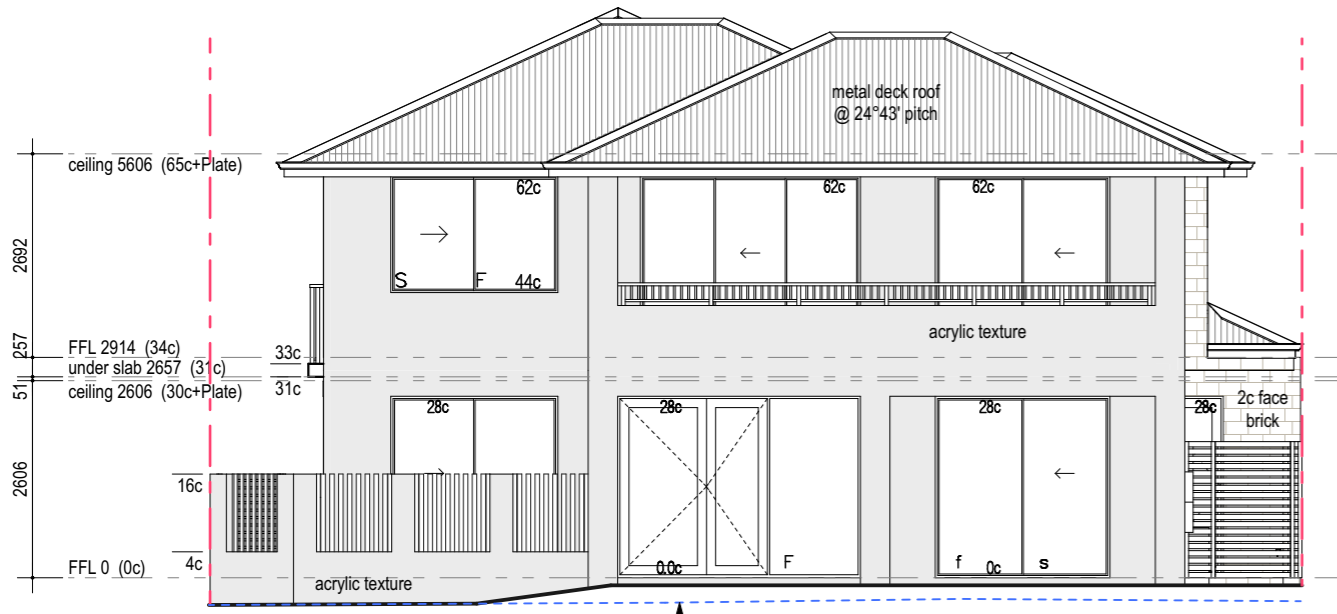 metal deck roof
@ 24°43' pitch
ceiling 5606 (65c+Plate)
62c
62c
62c
2692
S
F
44c
acrylic texture
257
FFL 2914 (34c)
33c
under slab 2657 (31c)
51
ceiling 2606 (30c+Plate)
31c
2c face
brick
28c
28c
28c
28c
2606
16c
4c
FFL 0 (0c)
F
f
s
0c
acrylic texture